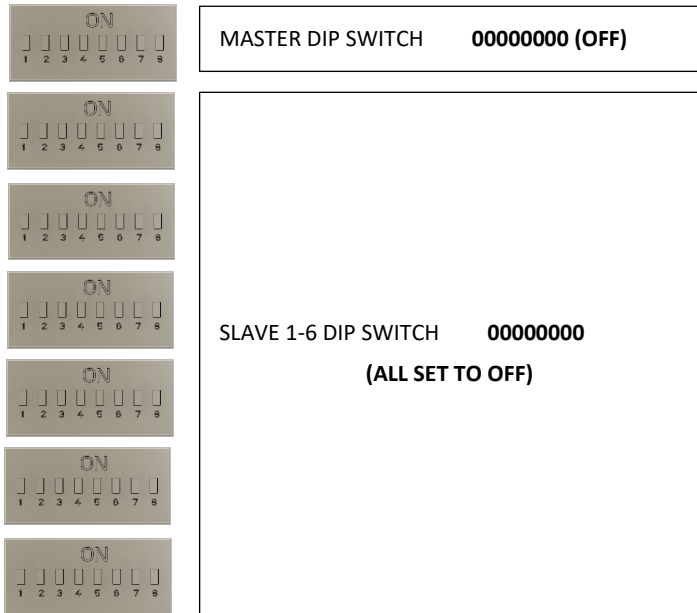 ON
1 2 3 4 5 6 7 8
MASTER DIP SWITCH 00000000 (OFF)
ON
1 2 3 4 5 6 7 8
ON
1 2 3 4 5 6 7 8
ON
1 2 3 4 5 6 7 8
SLAVE 1-6 DIP SWITCH 00000000
(ALL SET TO OFF)
ON
1 2 3 4 5 6 7 8
ON
1 2 3 4 5 6 7 8
ON
1 2 3 4 5 6 7 8